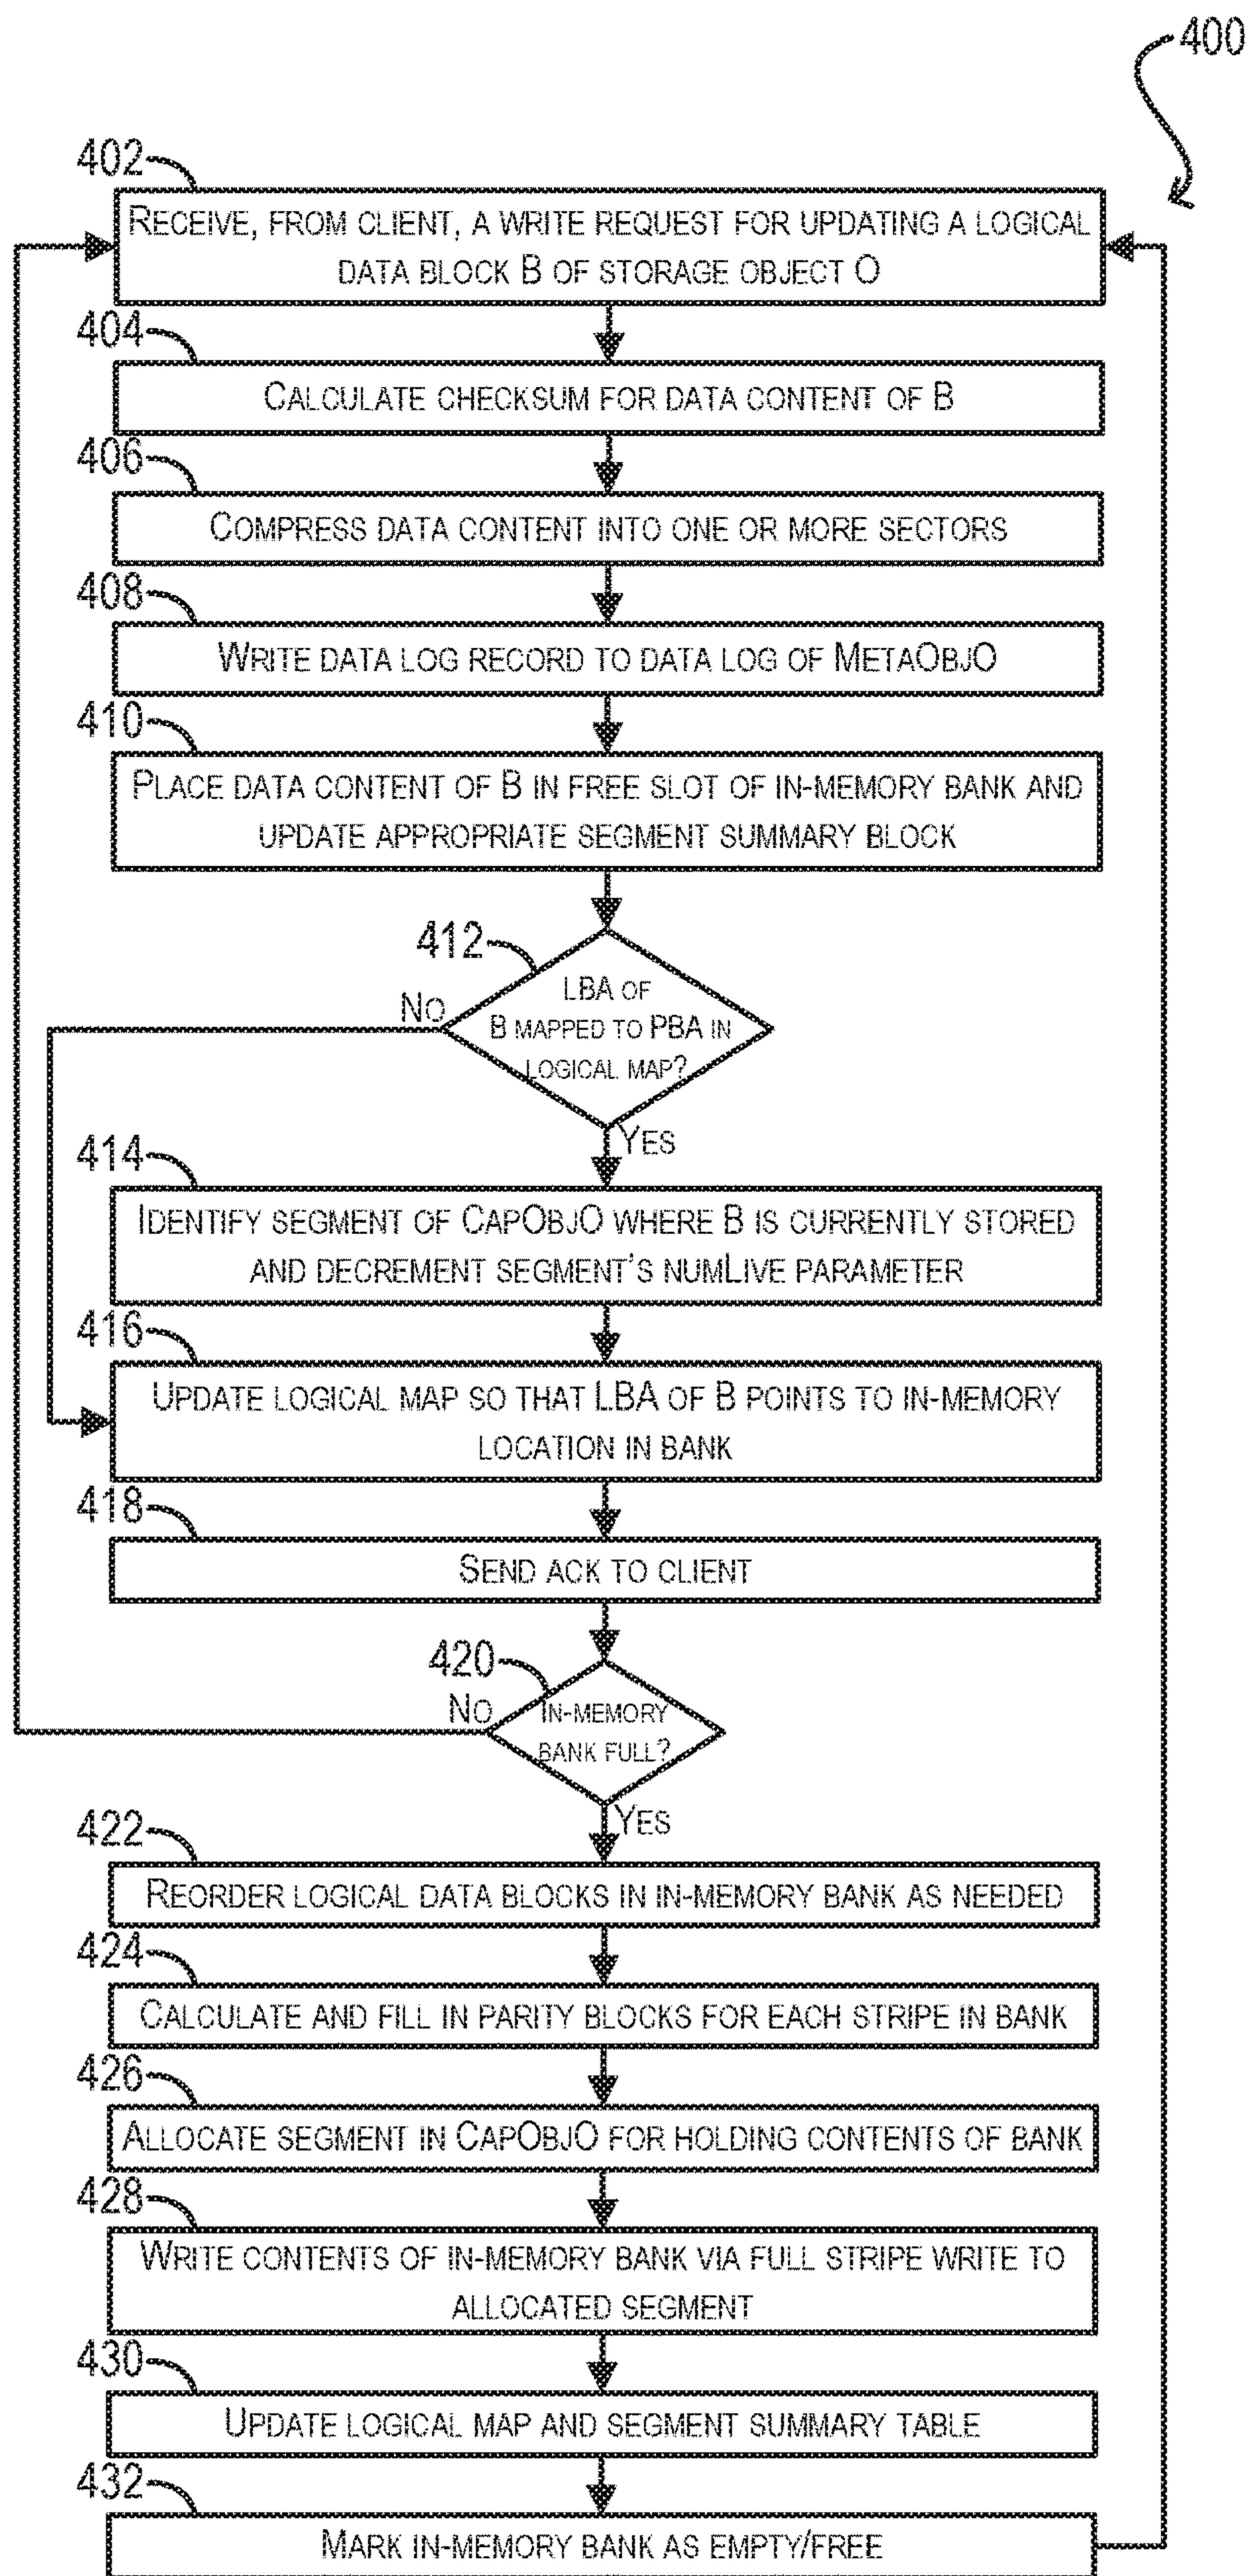 400
402
RECEIVE, FROM CLIENT, A WRITE REQUEST FOR UPDATING A LOGICAL
DATA BLOCK B OF STORAGE OBJECT O
404
CALCULATE CHECKSUM FOR DATA CONTENT OF B
406
COMPRESS DATA CONTENT INTO ONE OR MORE SECTORS
408
WRITE DATA LOG RECORD TO DATA LOG OF METAOBJO
410
PLACE DATA CONTENT OF B IN FREE SLOT OF IN-MEMORY BANK AND
UPDATE APPROPRIATE SEGMENT SUMMARY BLOCK
412
LBA OF
B MAPPED TO PBA IN
LOGICAL MAP?
NO
YES
414
IDENTIFY SEGMENT OF CAPOBJO WHERE B IS CURRENTLY STORED
AND DECREMENT SEGMENT'S NUMLIVE PARAMETER
416
UPDATE LOGICAL MAP SO THAT LBA OF B POINTS TO IN-MEMORY
LOCATION IN BANK
418
SEND ACK TO CLIENT
420
NO
IN-MEMORY
BANK FULL?
YES
422
REORDER LOGICAL DATA BLOCKS IN IN-MEMORY BANK AS NEEDED
424
CALCULATE AND FILL IN PARITY BLOCKS FOR EACH STRIPE IN BANK
426
ALLOCATE SEGMENT IN CAPOBJO FOR HOLDING CONTENTS OF BANK
428
WRITE CONTENTS OF IN-MEMORY BANK VIA FULL STRIPE WRITE TO
ALLOCATED SEGMENT
430
UPDATE LOGICAL MAP AND SEGMENT SUMMARY TABLE
432
MARK IN-MEMORY BANK AS EMPTY/FREE